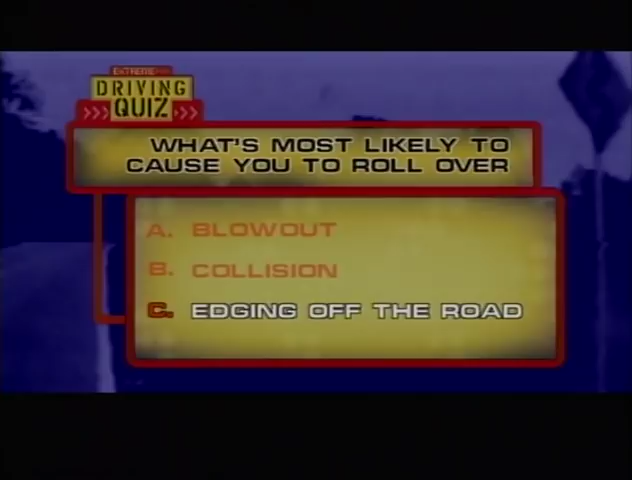 EXTREME
DRIVING
QUIZ
WHAT'S MOST LIKELY TO
CAUSE YOU TO ROLL OVER
A. BLOWOUT
B. COLLISION
C. EDGING OFF THE ROAD